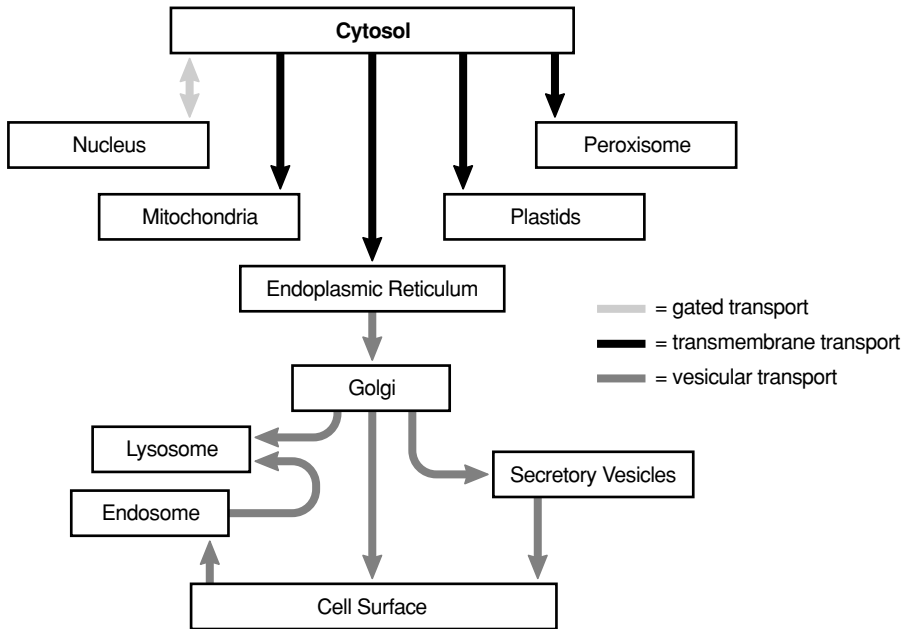 Cytosol
Nucleus
Peroxisome
Mitochondria
Plastids
Endoplasmic Reticulum
= gated transport
= transmembrane transport
= vesicular transport
Golgi
Lysosome
Secretory Vesicles
Endosome
Cell Surface